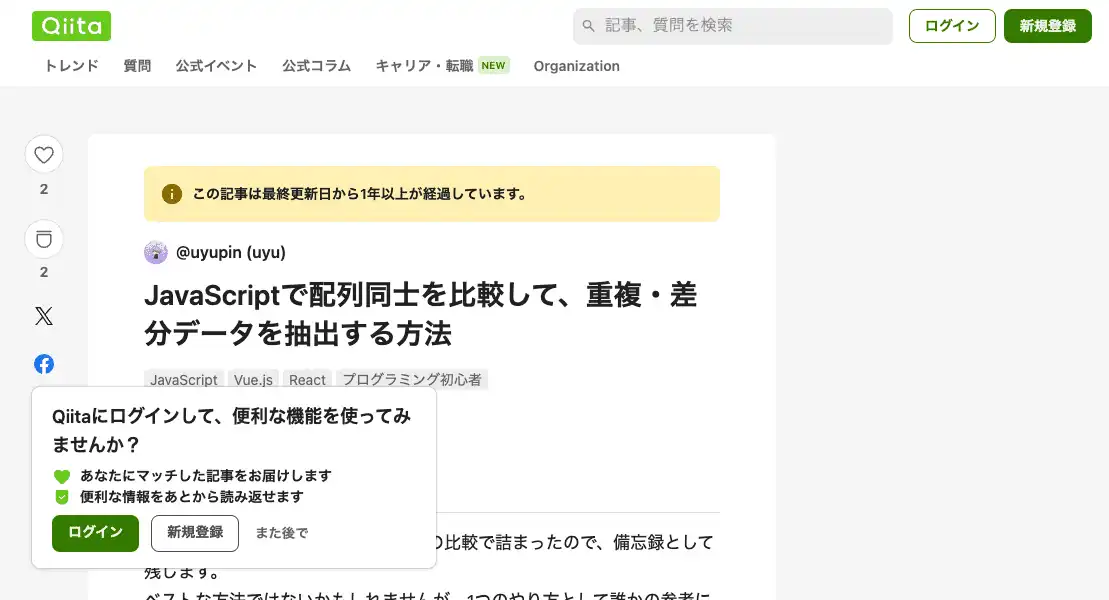 Qiita
記事、質問を検索
ログイン
新規登録
トレンド 質問 公式イベント 公式コラム キャリア・転職 NEW Organization
2
2
この記事は最終更新日から1年以上が経過しています。
@uyupin (uyu)
JavaScriptで配列同士を比較して、重複・差
分データを抽出する方法
JavaScript Vue.js React プログラミング初心者
Qiitaにログインして、便利な機能を使ってみ
ませんか？
あなたにマッチした記事をお届けします
便利な情報をあとから読み返せます
ログイン 新規登録 また後で
の比較で詰まったので、備忘録として
残します。
ベストな方法ではないかもしれませんが、1つのやり方として誰かの参考に